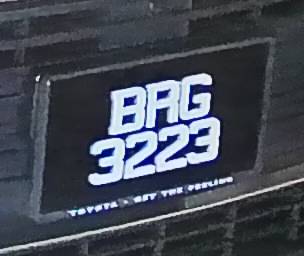 BRG
3223
TOYOTA • GET THE FEELING